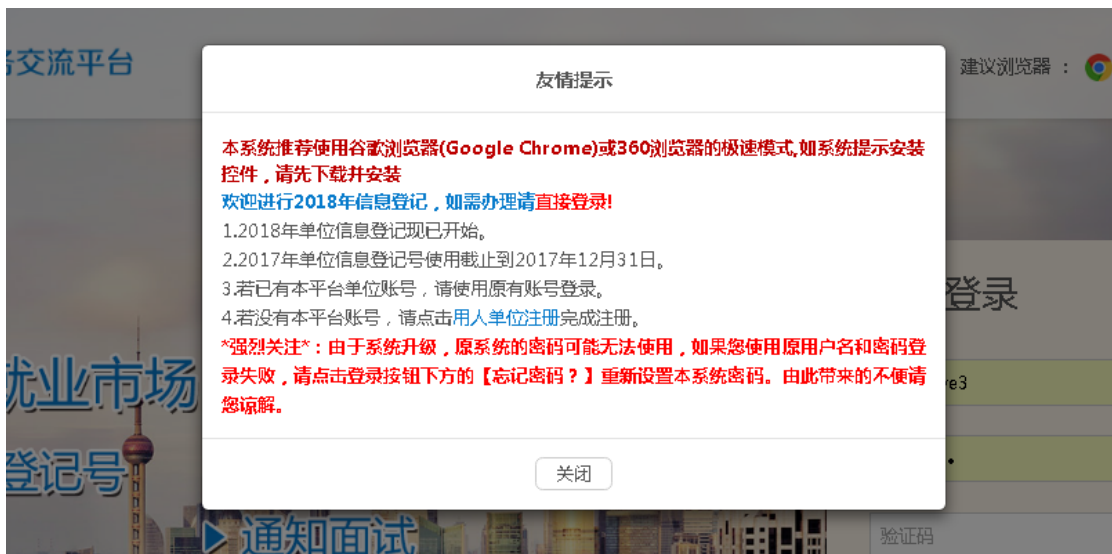 交流平台
建议浏览器 :
友情提示
本系统推荐使用谷歌浏览器(Google Chrome)或360浏览器的极速模式,如系统提示安装
控件,请先下载并安装
欢迎进行2018年信息登记,如需办理请直接登录!
1.2018年单位信息登记现已开始。
2.2017年单位信息登记号使用截止到2017年12月31日。
3.若已有本平台单位账号,请使用原有账号登录。
4.若没有本平台账号,请点击用人单位注册完成注册。
*强烈关注*:由于系统升级,原系统的密码可能无法使用,如果您使用原用户名和密码登
录失败,请点击登录按钮下方的【忘记密码?】重新设置本系统密码。由此带来的不便请
您谅解。
关闭
登录
ve3
就业市场
登记号
通知面试
验证码